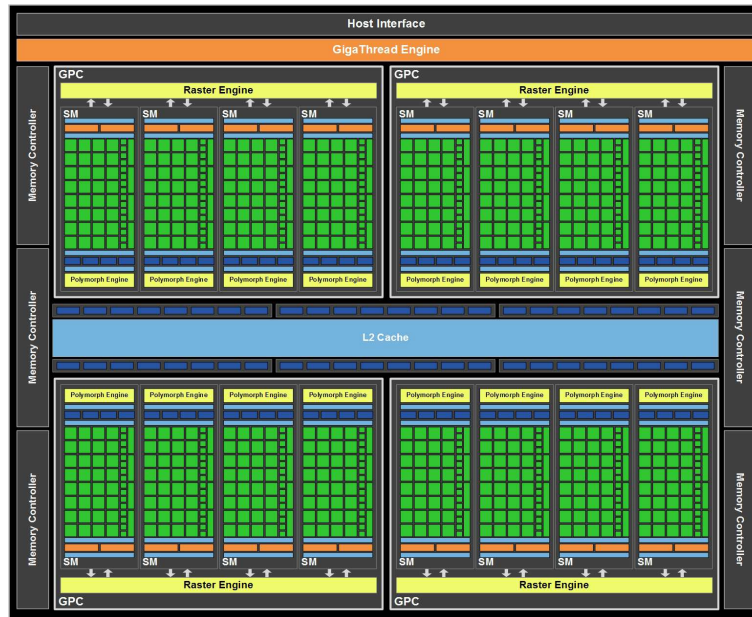 Host Interface
GigaThread Engine
Memory Controller
GPC
Raster Engine
SM SM SM SM
Polymorph Engine Polymorph Engine Polymorph Engine Polymorph Engine
GPC
Raster Engine
SM SM SM SM
Polymorph Engine Polymorph Engine Polymorph Engine Polymorph Engine
Memory Controller
Memory Controller
L2 Cache
Memory Controller
Memory Controller
Polymorph Engine Polymorph Engine Polymorph Engine Polymorph Engine
SM SM SM SM
Raster Engine
GPC
Polymorph Engine Polymorph Engine Polymorph Engine Polymorph Engine
SM SM SM SM
Raster Engine
GPC
Memory Controller